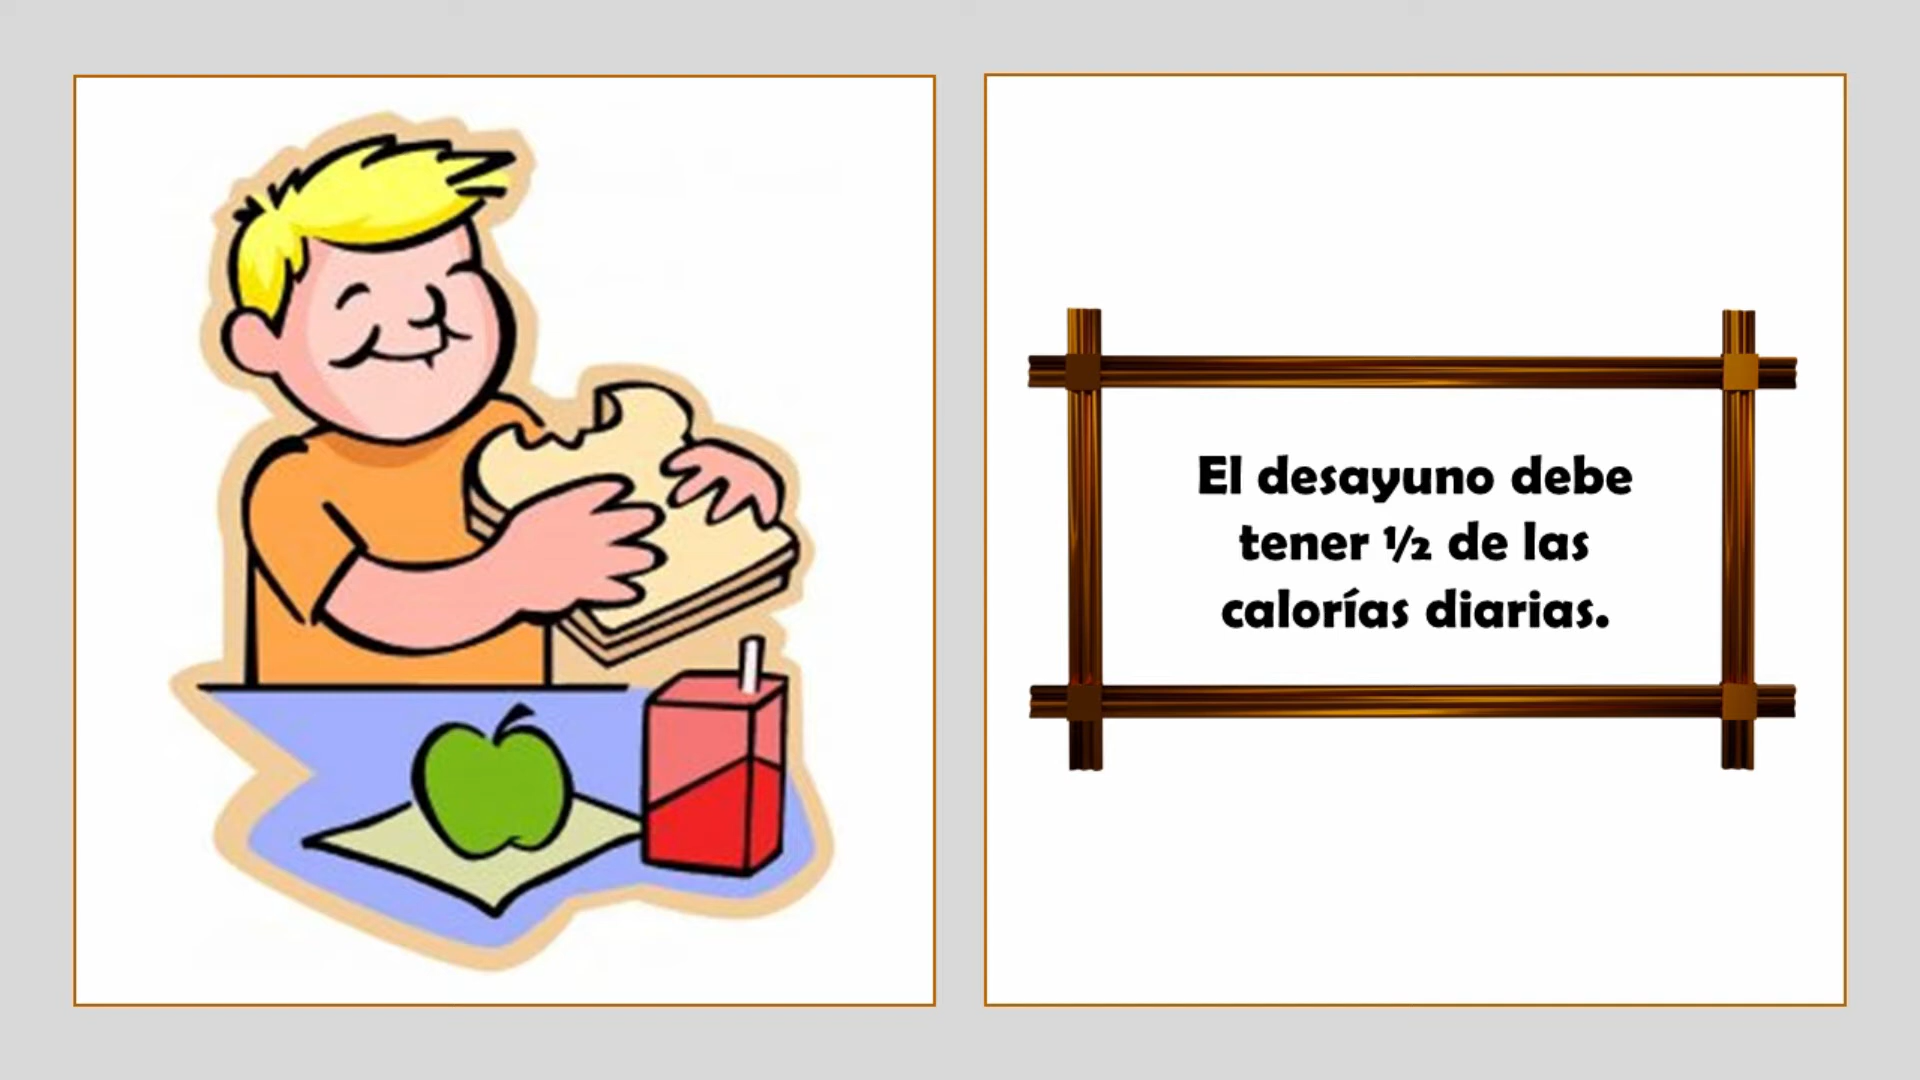 El desayuno debe
tener ½ de las
calorías diarias.